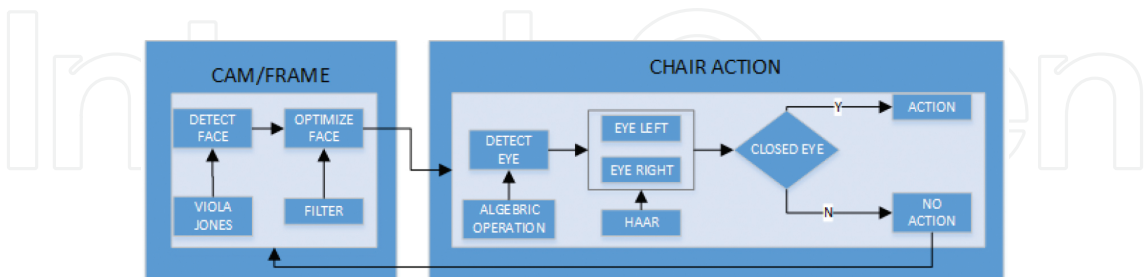 CAM/FRAME
DETECT
FACE
OPTIMIZE
FACE
VIOLA
JONES
FILTER
CHAIR ACTION
DETECT
EYE
ALGEBRIC
OPERATION
EYE LEFT
EYE RIGHT
HAAR
CLOSED EYE
Y
ACTION
N
NO
ACTION